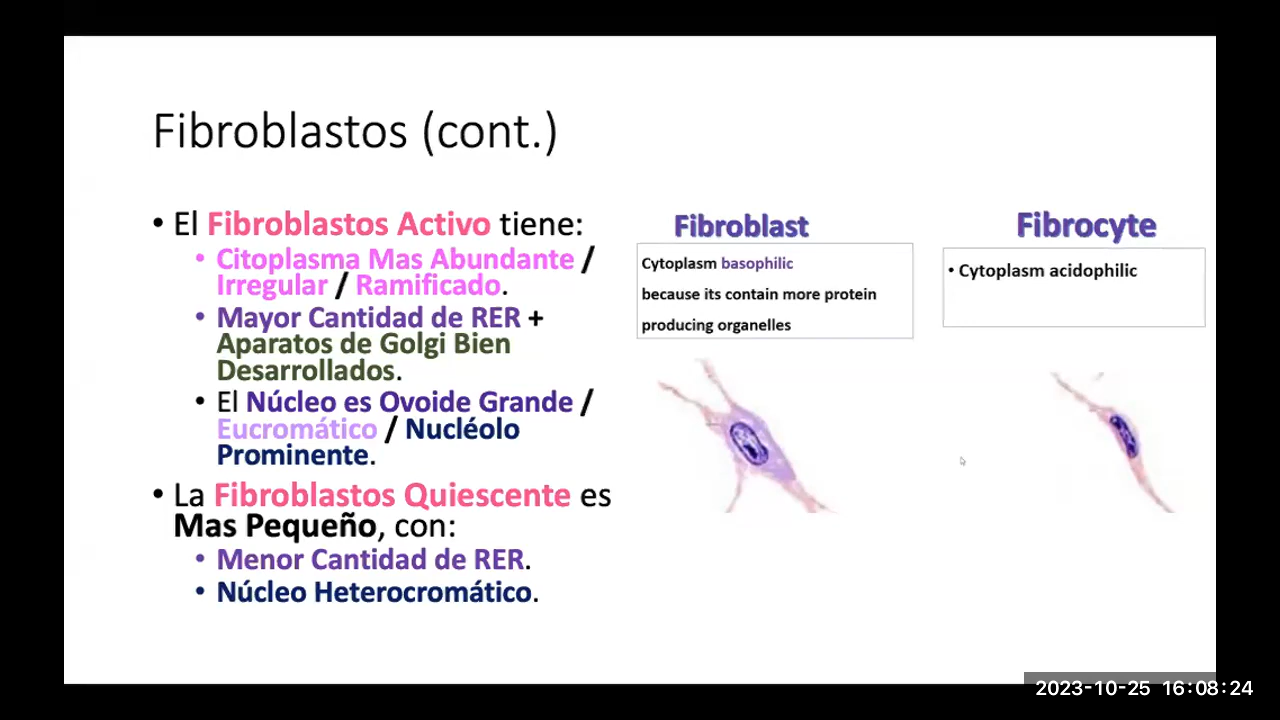 Fibroblastos (cont.)
• El Fibroblastos Activo tiene:
• Citoplasma Mas Abundante /
Irregular / Ramificado.
• Mayor Cantidad de RER +
Aparatos de Golgi Bien
Desarrollados.
• El Núcleo es Ovoide Grande /
Eucromático / Nucléolo
Prominente.
• La Fibroblastos Quiescente es
Mas Pequeño, con:
• Menor Cantidad de RER.
• Núcleo Heterocromático.
Fibroblast
Cytoplasm basophilic
because its contain more protein
producing organelles
Fibrocyte
• Cytoplasm acidophilic
2023-10-25 16:08:24